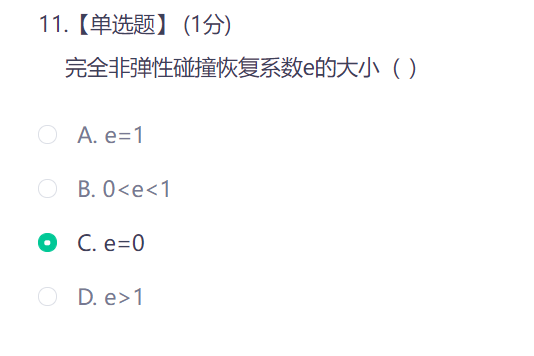 11.【单选题】 (1分)
完全非弹性碰撞恢复系数e的大小（ ）
A. e=1
B. 0<e<1
C. e=0
D. e>1